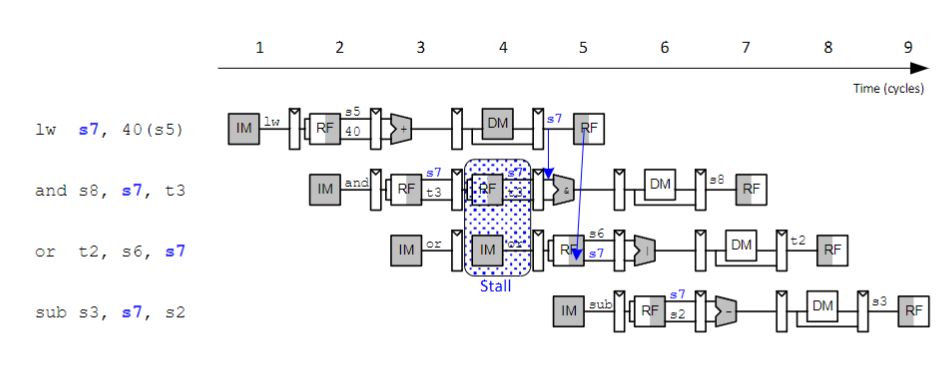 1 2 3 4 5 6 7 8 9
Time (cycles)
lw s7, 40(s5)
IM lw RF s5 40 + DM s7 RF
and s8, s7, t3
IM and RF s7 t3 RF s7 & DM s8 RF
or t2, s6, s7
IM or IM or RF s6 s7 | DM t2 RF
Stall
sub s3, s7, s2
IM sub RF s7 s2 - DM s3 RF